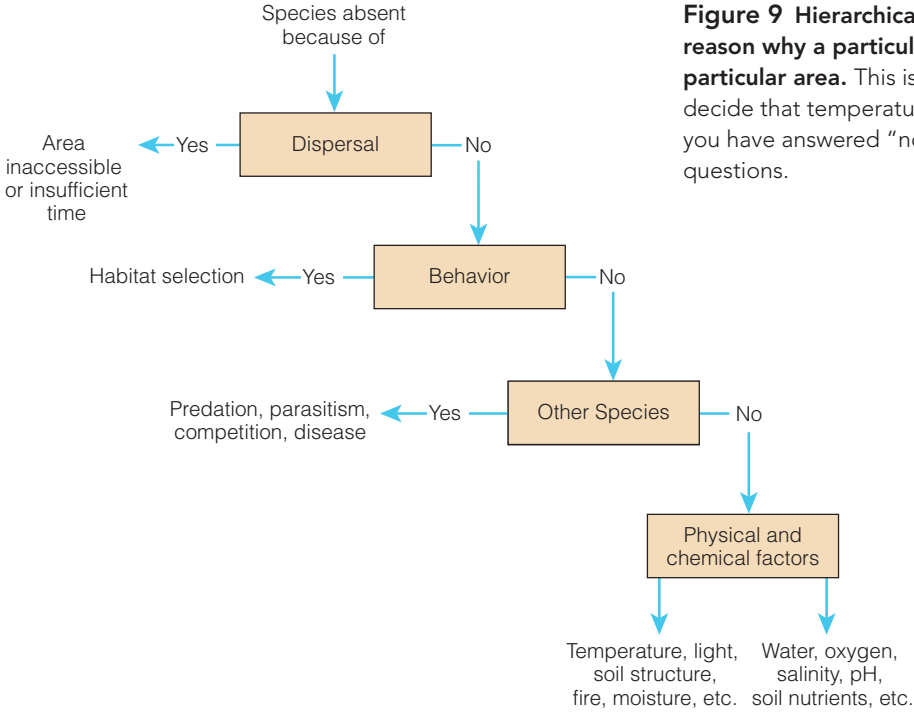 Species absent
because of
Figure 9 Hierarchica
reason why a particul
particular area. This is
decide that temperatu
you have answered “no
questions.
Dispersal
Yes
No
Area
inaccessible
or insufficient
time
Behavior
Yes
No
Habitat selection
Other Species
Yes
No
Predation, parasitism,
competition, disease
Physical and
chemical factors
Temperature, light,
soil structure,
fire, moisture, etc.
Water, oxygen,
salinity, pH,
soil nutrients, etc.